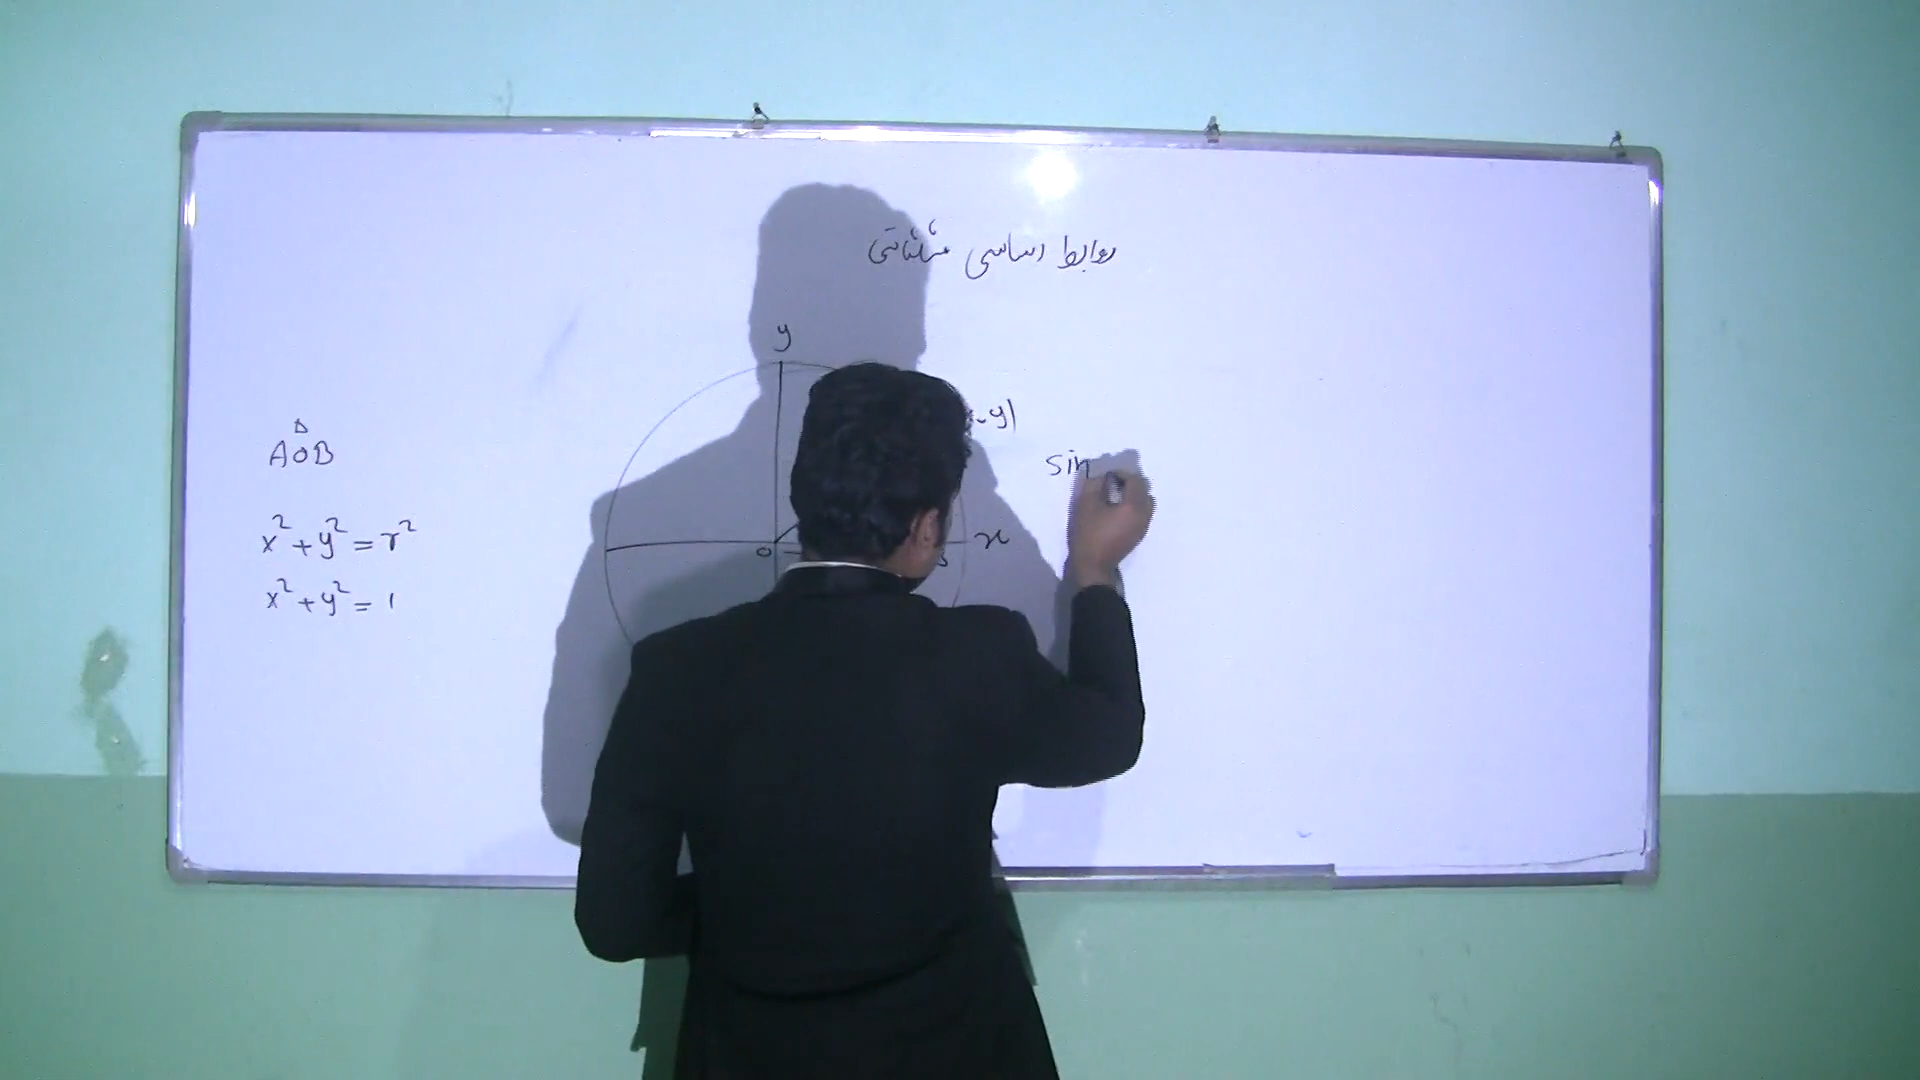 روابط اساسی مثلثاتی
y
-y)
Δ
AOB
sin
x
o
x² + y² = r²
x² + y² = 1